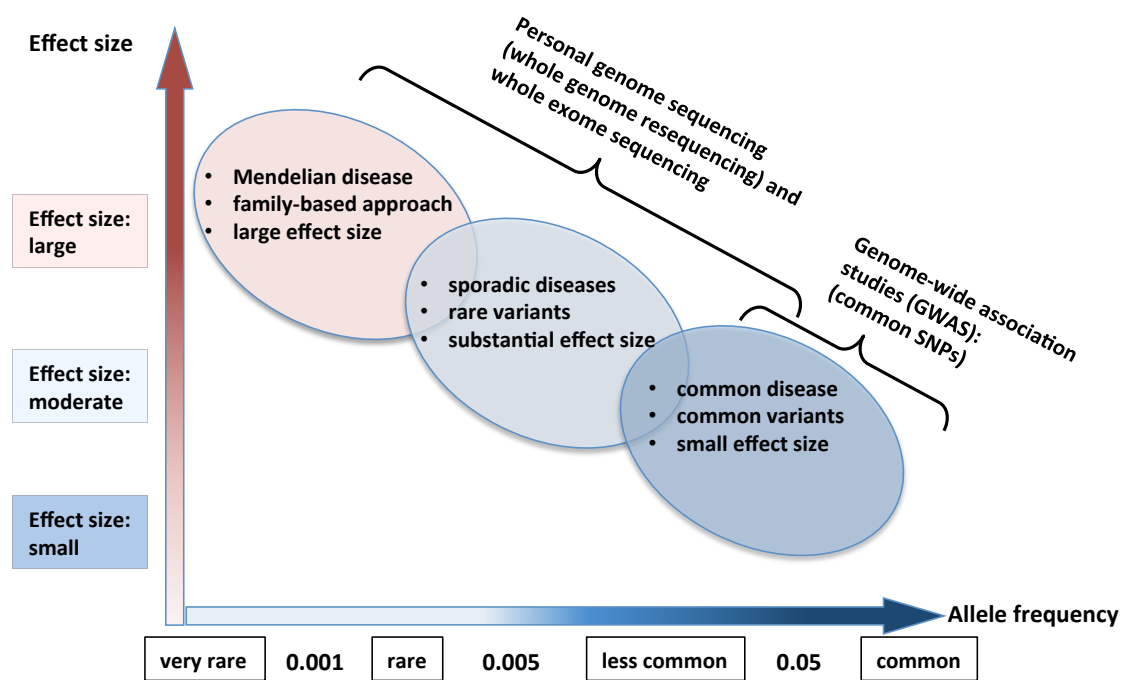 Effect size
Personal genome sequencing
(whole genome resequencing) and
whole exome sequencing
Genome-wide association
studies (GWAS):
(common SNPs)
Effect size:
large
Effect size:
moderate
Effect size:
small
• Mendelian disease
• family-based approach
• large effect size
• sporadic diseases
• rare variants
• substantial effect size
• common disease
• common variants
• small effect size
Allele frequency
very rare 0.001 rare 0.005 less common 0.05 common